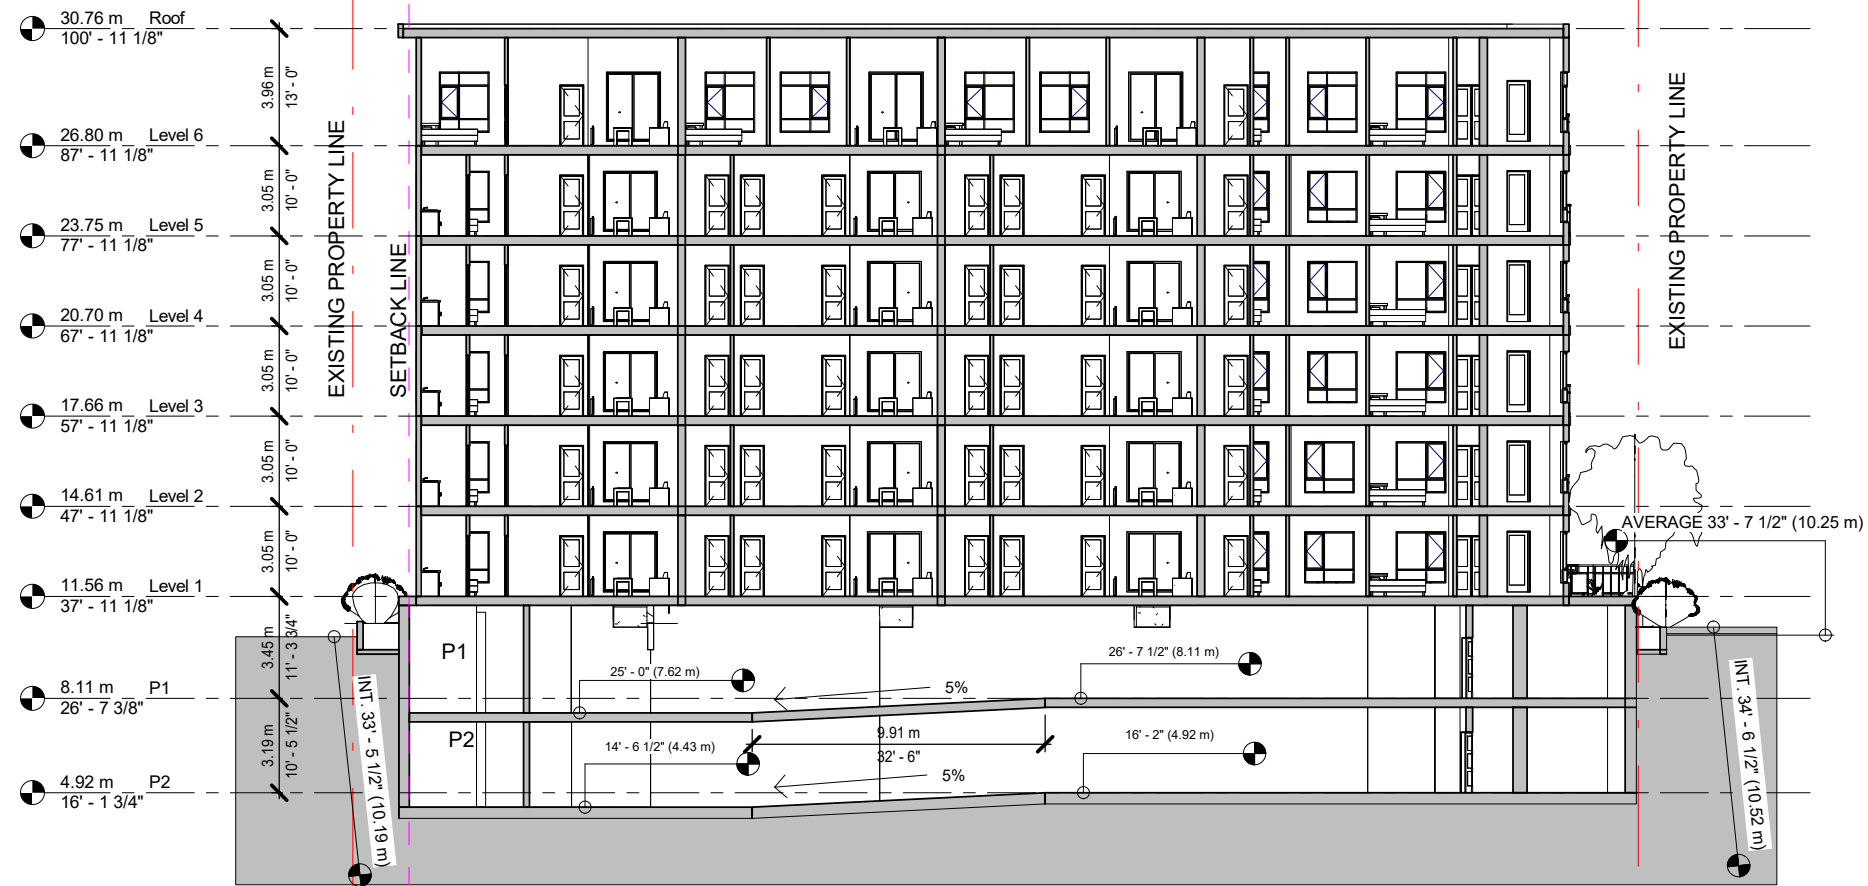 30.76 m Roof
100' - 11 1/8"
3.96 m
13' - 0"
26.80 m Level 6
87' - 11 1/8"
3.05 m
10' - 0"
23.75 m Level 5
77' - 11 1/8"
3.05 m
10' - 0"
20.70 m Level 4
67' - 11 1/8"
3.05 m
10' - 0"
17.66 m Level 3
57' - 11 1/8"
3.05 m
10' - 0"
14.61 m Level 2
47' - 11 1/8"
3.05 m
10' - 0"
11.56 m Level 1
37' - 11 1/8"
3.45 m
11' - 3 3/4"
8.11 m P1
26' - 7 3/8"
3.19 m
10' - 5 1/2"
4.92 m P2
16' - 1 3/4"
EXISTING PROPERTY LINE
SETBACK LINE
EXISTING PROPERTY LINE
AVERAGE 33' - 7 1/2" (10.25 m)
P1
25' - 0" (7.62 m)
5%
26' - 7 1/2" (8.11 m)
P2
14' - 6 1/2" (4.43 m)
9.91 m
32' - 6"
16' - 2" (4.92 m)
5%
INT. 33' - 5 1/2" (10.19 m)
INT. 34' - 6 1/2" (10.52 m)